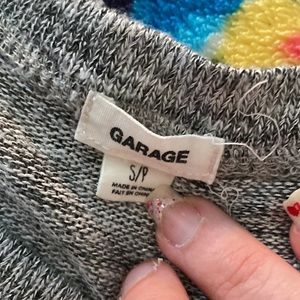 GARAGE
S/P
MADE IN CHINA
FAIT EN CHINE